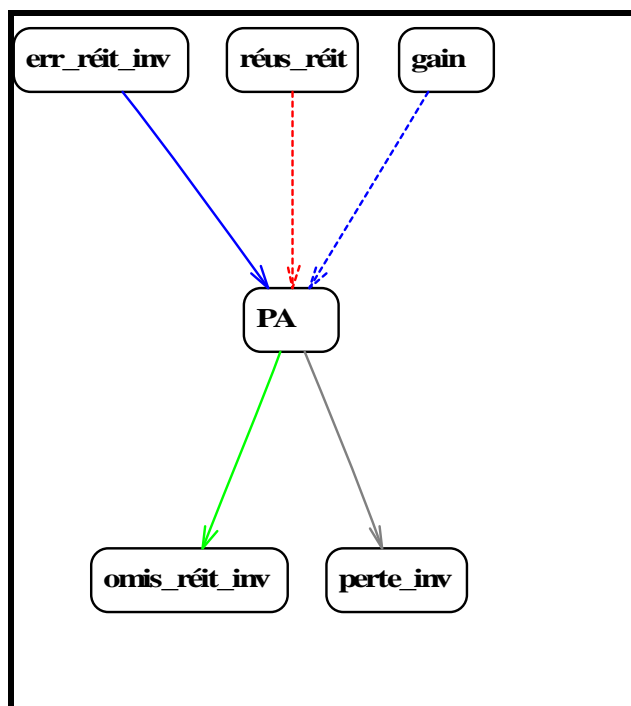 err_réit_inv
réus_réit
gain
PA
omis_réit_inv
perte_inv